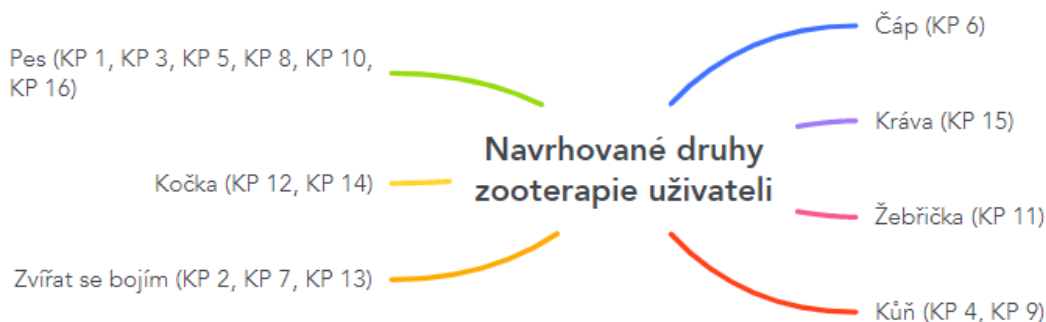 Pes (KP 1, KP 3, KP 5, KP 8, KP 10,
KP 16)
Kočka (KP 12, KP 14)
Zvířat se bojím (KP 2, KP 7, KP 13)
Navrhované druhy
zooterapie uživateli
Čáp (KP 6)
Kráva (KP 15)
Žebřička (KP 11)
Kůň (KP 4, KP 9)